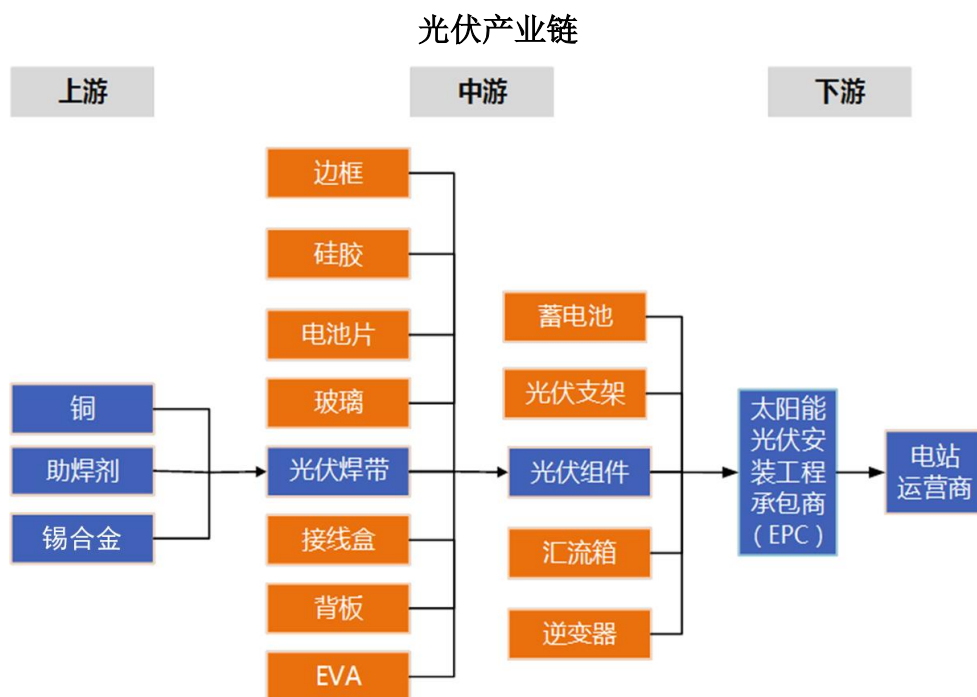 光伏产业链
上游
中游
下游
铜
助焊剂
锡合金
边框
硅胶
电池片
玻璃
光伏焊带
接线盒
背板
EVA
蓄电池
光伏支架
光伏组件
汇流箱
逆变器
太阳能
光伏安
装工程
承包商
（EPC）
电站
运营商